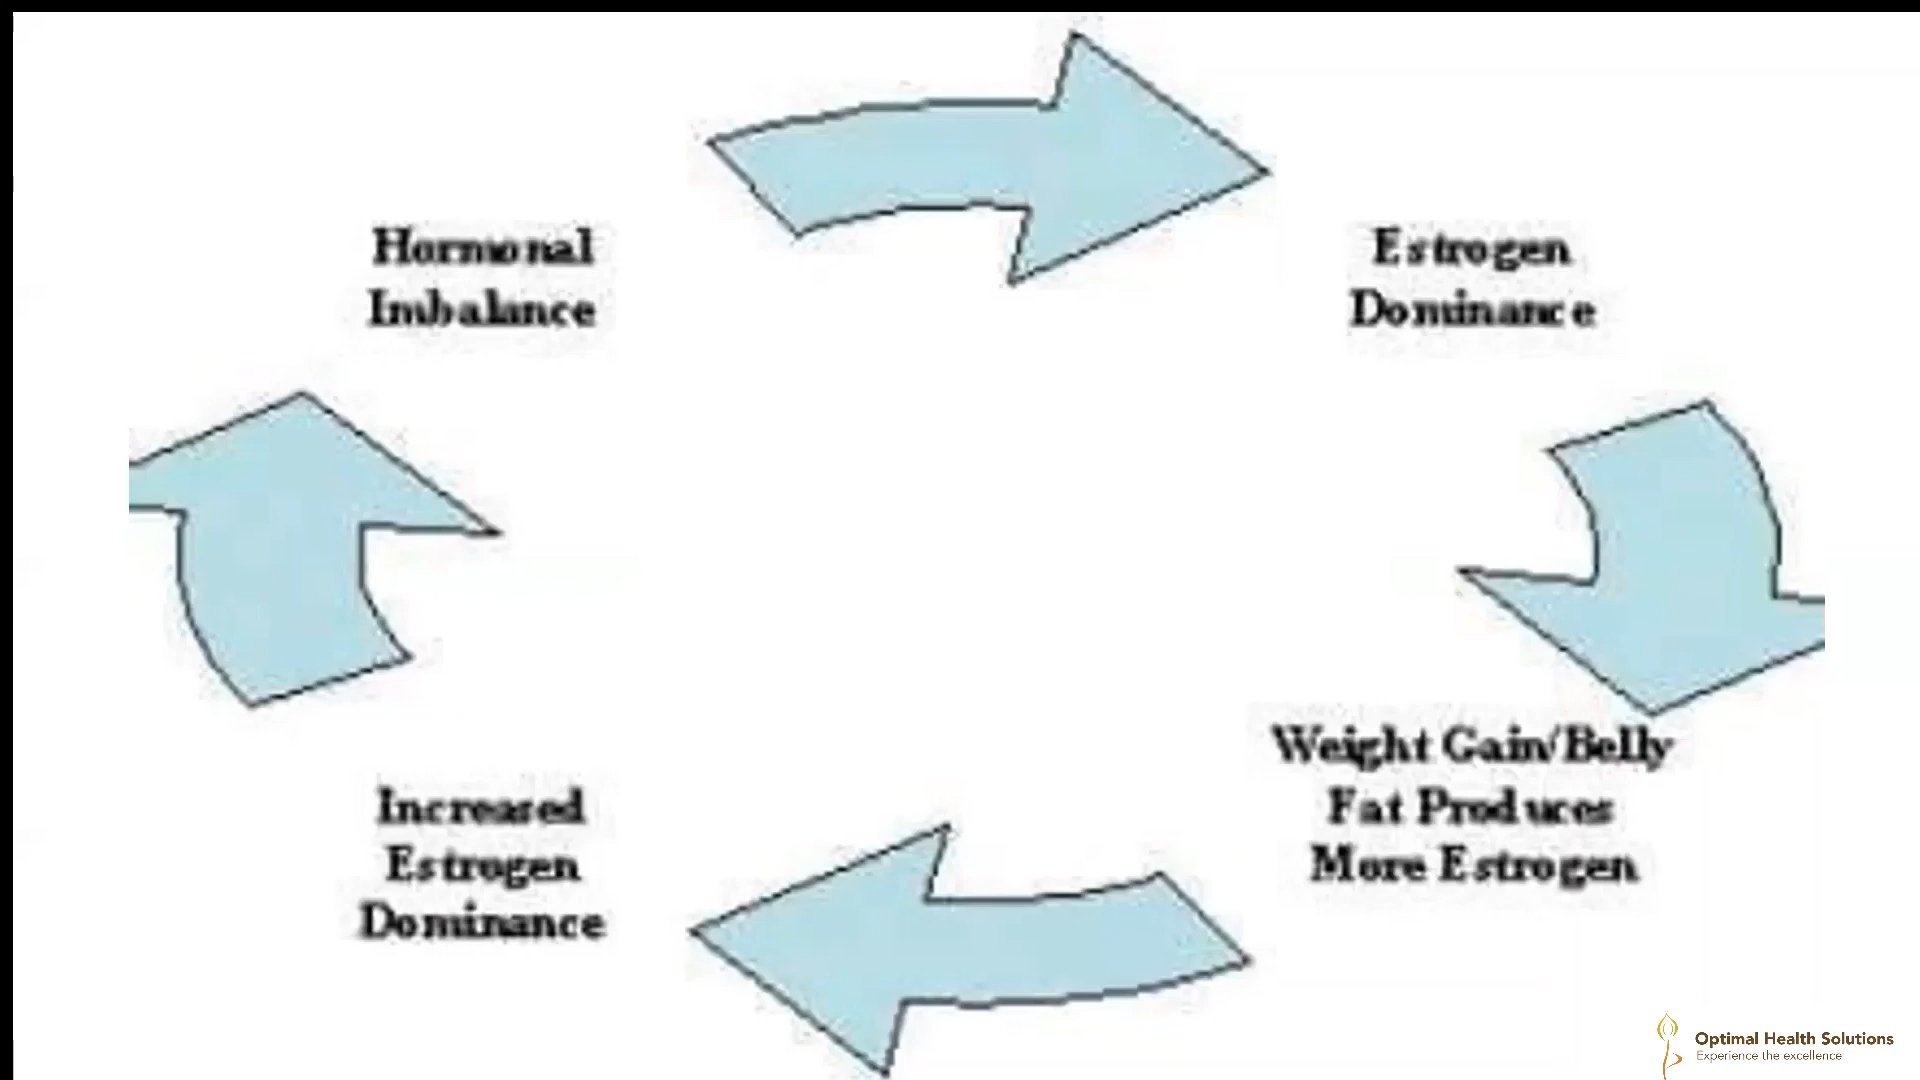 Hormonal
Imbalance
Estrogen
Dominance
Weight Gain/Belly
Fat Produces
More Estrogen
Increased
Estrogen
Dominance
Optimal Health Solutions
Experience the excellence